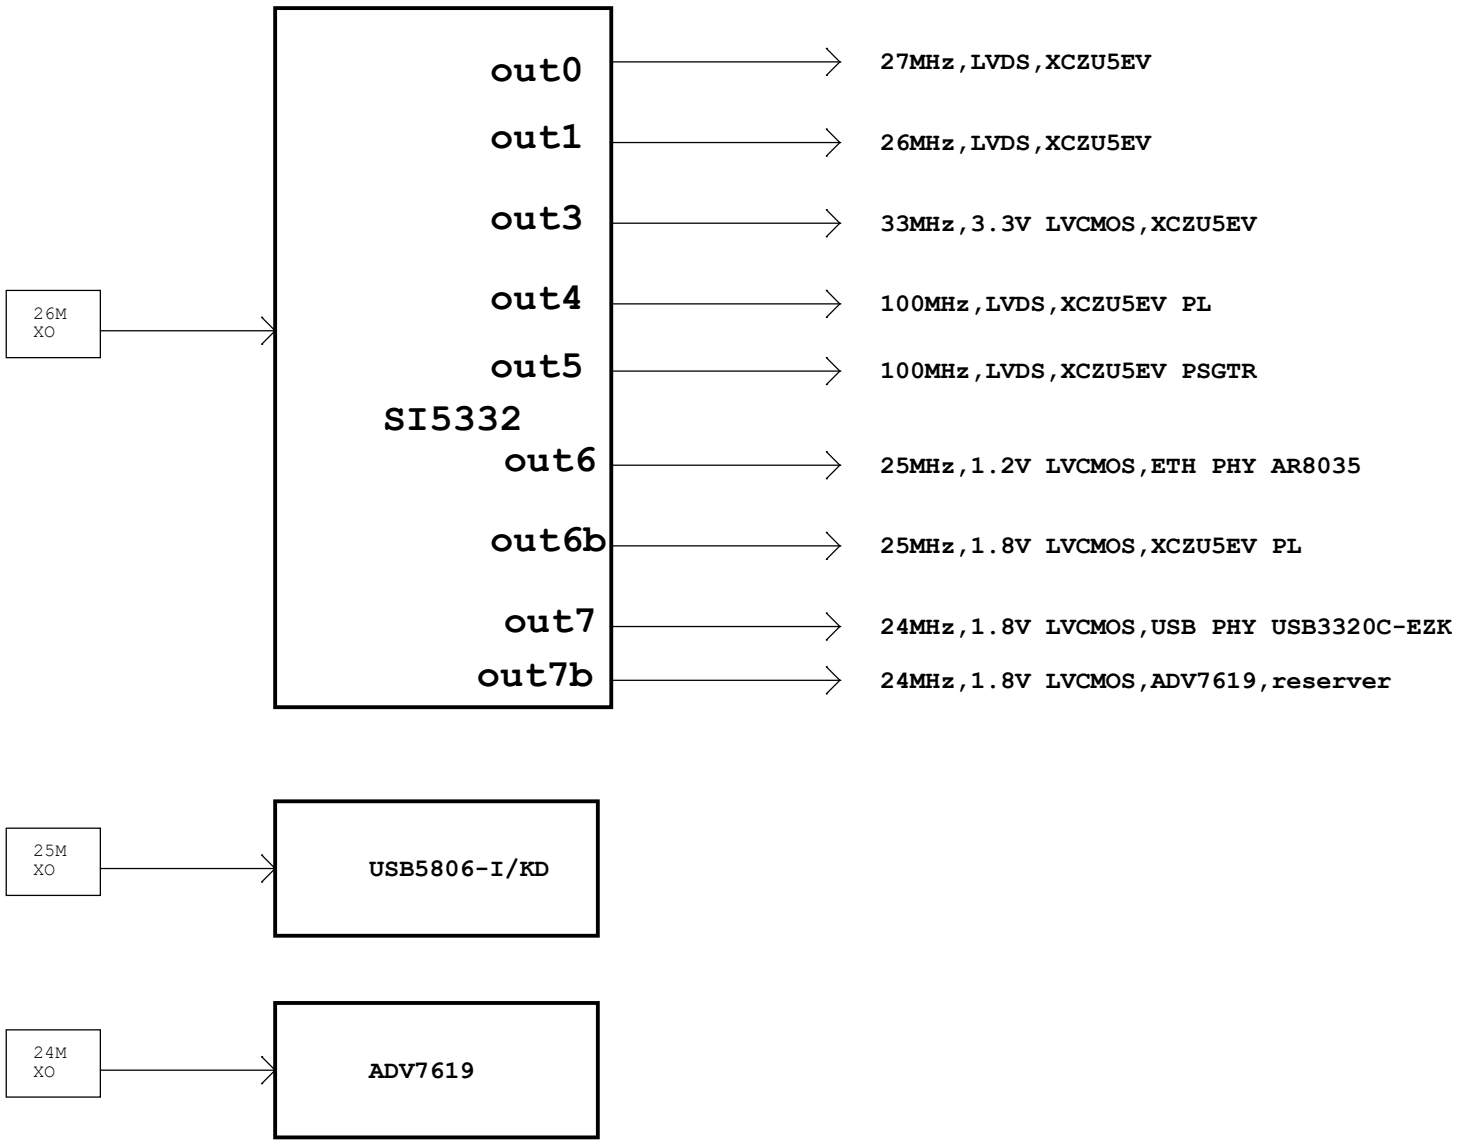 out0
27MHz,LVDS,XCZU5EV
out1
26MHz,LVDS,XCZU5EV
out3
33MHz,3.3V LVCMOS,XCZU5EV
out4
100MHz,LVDS,XCZU5EV PL
26M
XO
out5
100MHz,LVDS,XCZU5EV PSGTR
SI5332
out6
25MHz,1.2V LVCMOS,ETH PHY AR8035
out6b
25MHz,1.8V LVCMOS,XCZU5EV PL
out7
24MHz,1.8V LVCMOS,USB PHY USB3320C-EZK
out7b
24MHz,1.8V LVCMOS,ADV7619,reserver
25M
XO
USB5806-I/KD
24M
XO
ADV7619